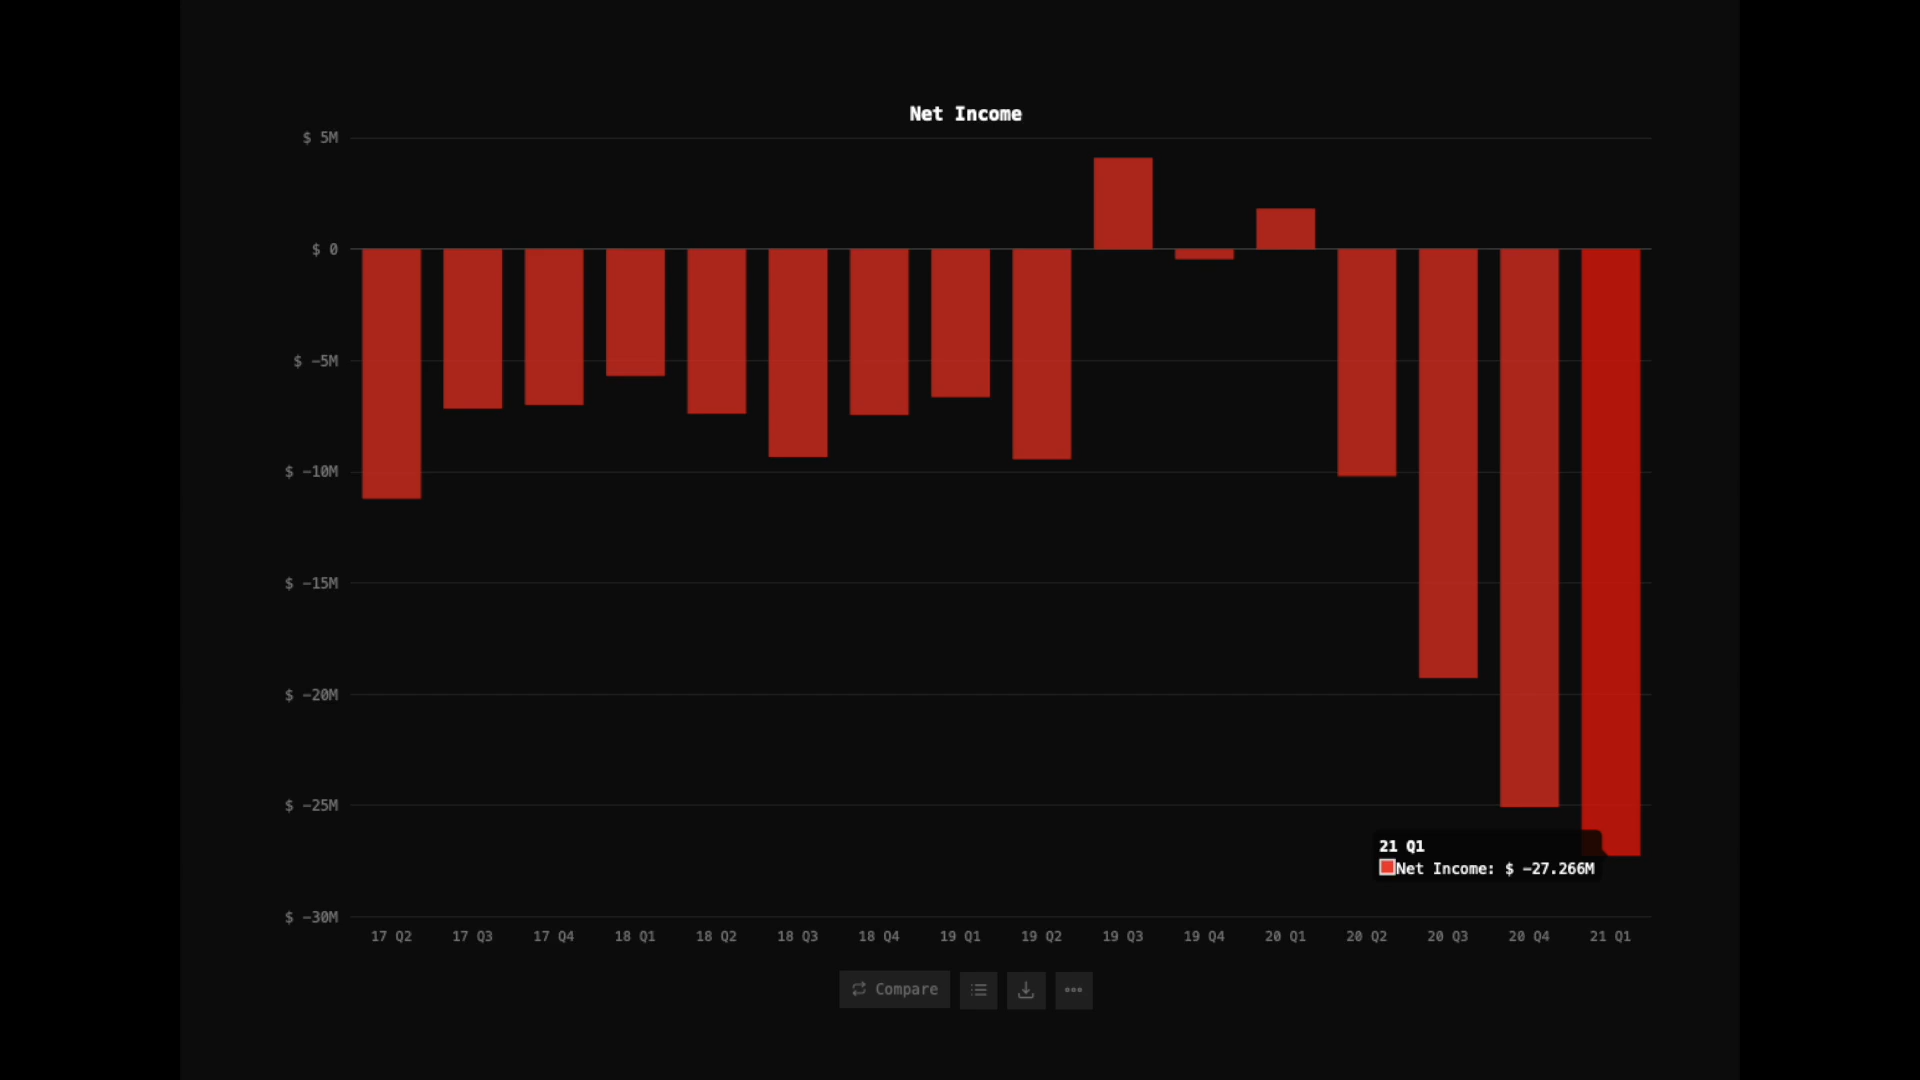 Net Income
$ 5M
$ 0
$ -5M
$ -10M
$ -15M
$ -20M
$ -25M
$ -30M
21 Q1
Net Income: $ -27.266M
17 Q2 17 Q3 17 Q4 18 Q1 18 Q2 18 Q3 18 Q4 19 Q1 19 Q2 19 Q3 19 Q4 20 Q1 20 Q2 20 Q3 20 Q4 21 Q1
Compare